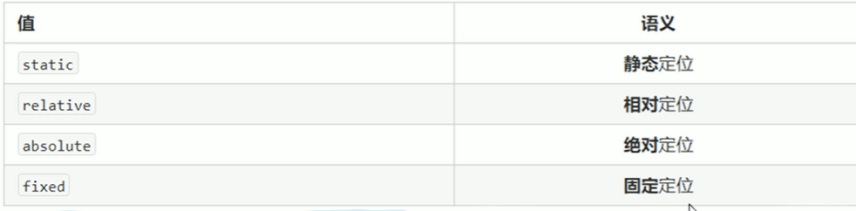 值 语义
static 静态定位
relative 相对定位
absolute 绝对定位
fixed 固定定位